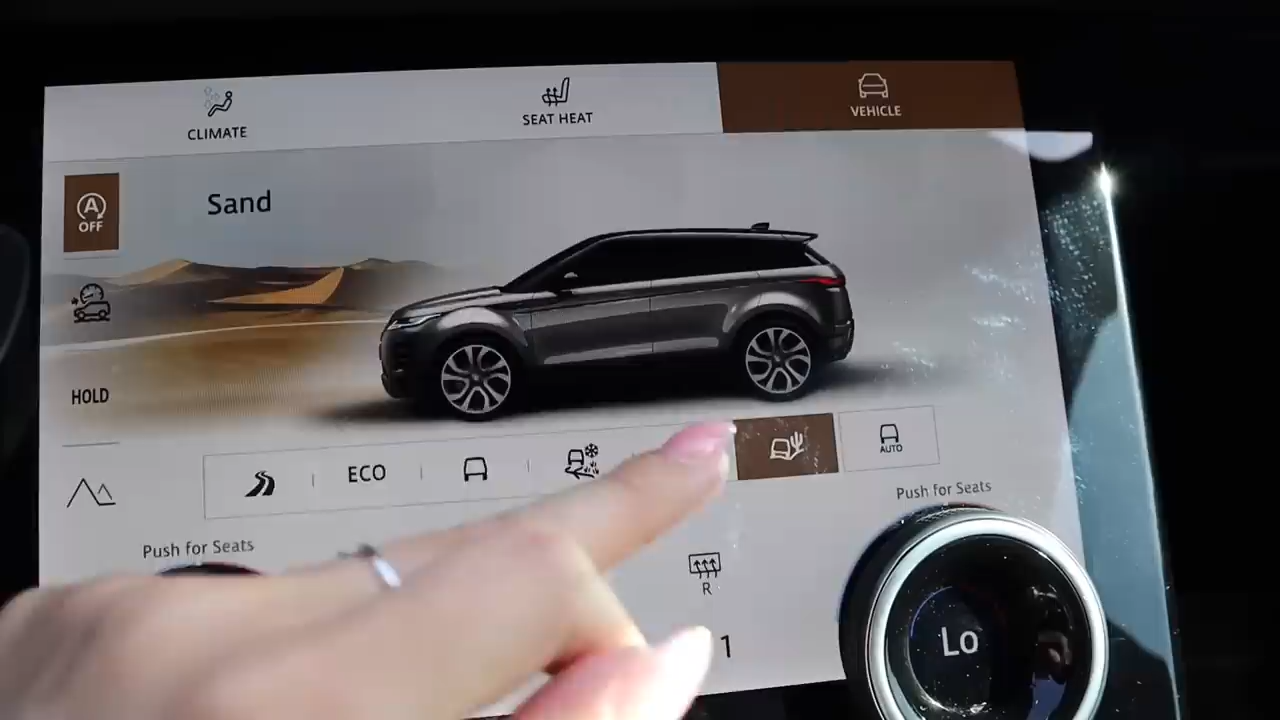 CLIMATE
SEAT HEAT
VEHICLE
A
OFF
Sand
HOLD
ECO
AUTO
Push for Seats
Push for Seats
R
1
Lo